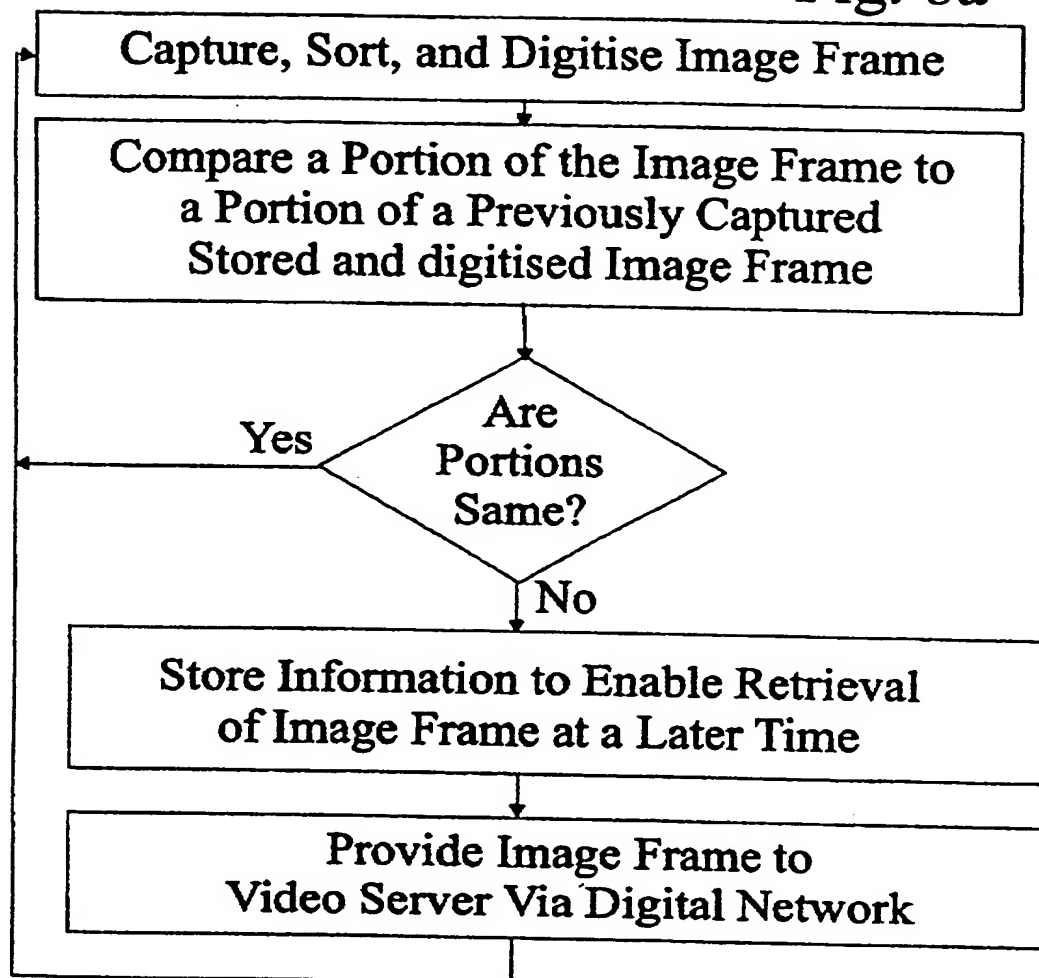 Capture, Sort, and Digitise Image Frame
Compare a Portion of the Image Frame to
a Portion of a Previously Captured
Stored and digitised Image Frame
Are
Portions
Same?
Yes
No
Store Information to Enable Retrieval
of Image Frame at a Later Time
Provide Image Frame to
Video Server Via Digital Network